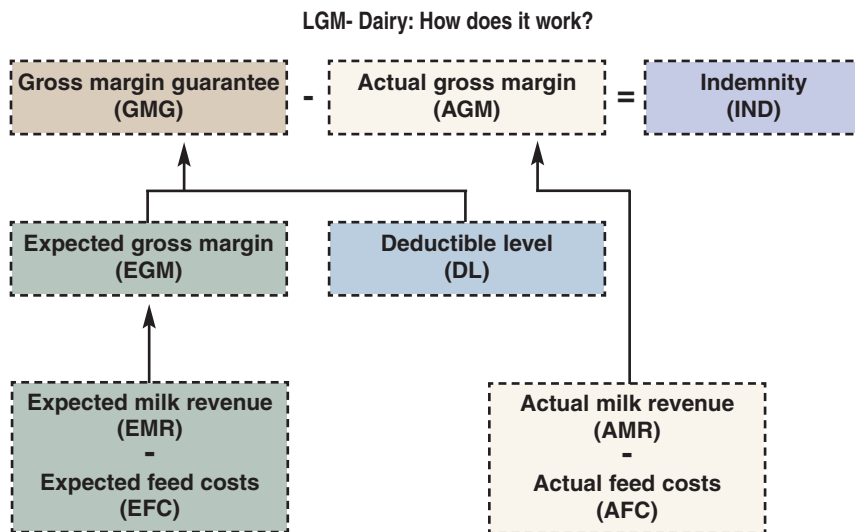 LGM- Dairy: How does it work?
Gross margin guarantee
(GMG)
-
Actual gross margin
(AGM)
=
Indemnity
(IND)
Expected gross margin
(EGM)
Deductible level
(DL)
Expected milk revenue
(EMR)
-
Expected feed costs
(EFC)
Actual milk revenue
(AMR)
-
Actual feed costs
(AFC)